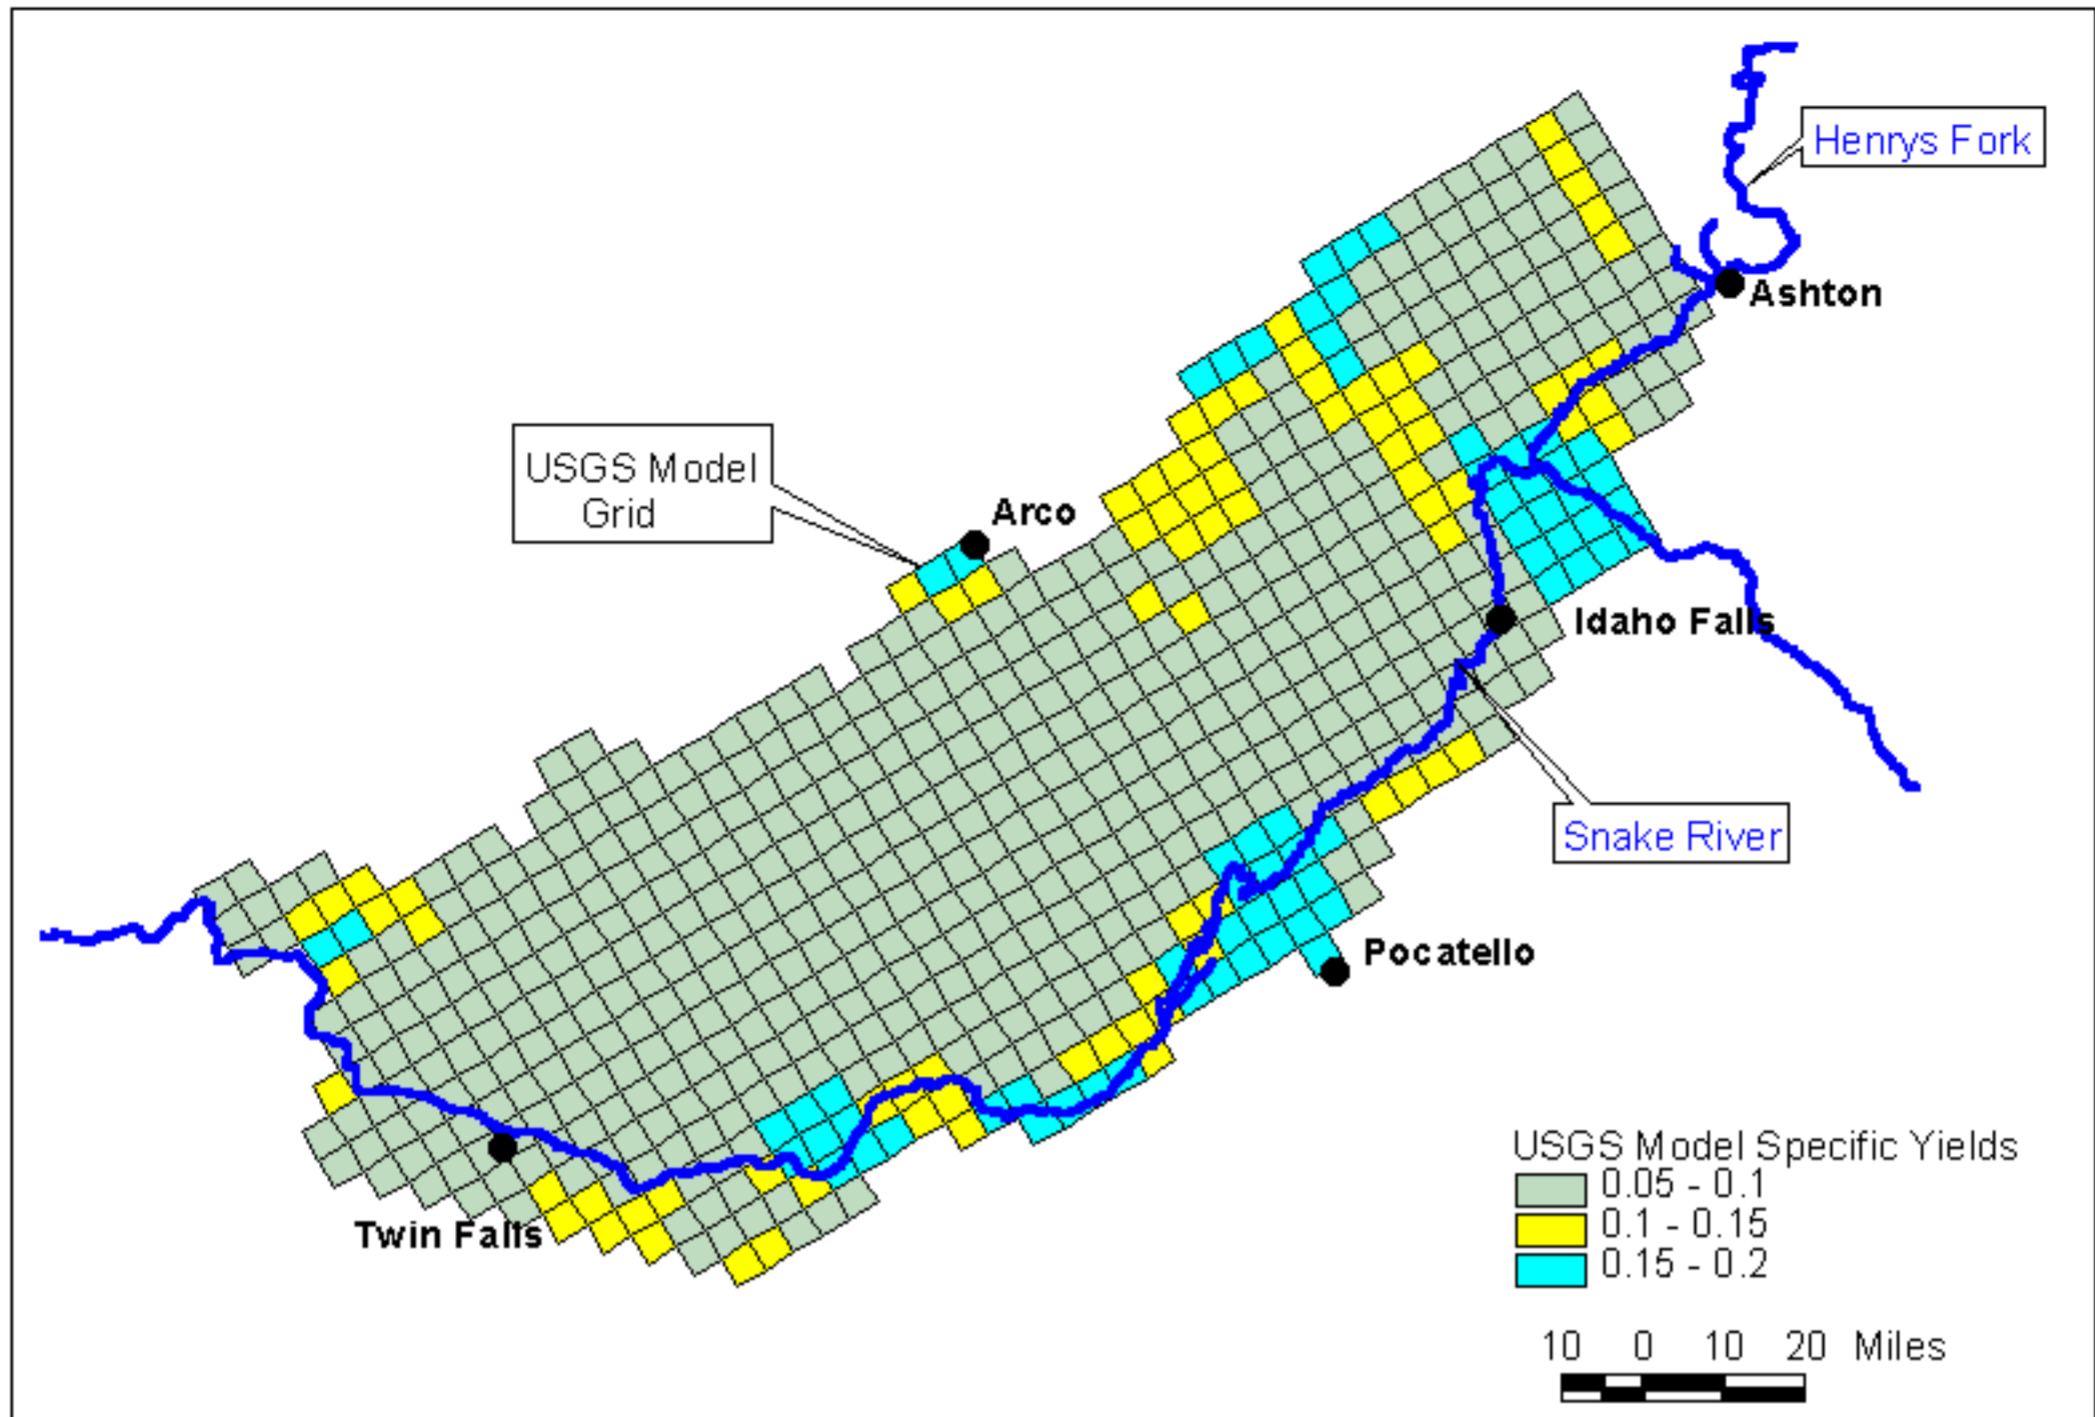 Henrys Fork
Ashton
USGS Model
Grid
Arco
Idaho Falls
Snake River
Pocatello
Twin Falls
USGS Model Specific Yields
0.05 - 0.1
0.1 - 0.15
0.15 - 0.2
10 0 10 20 Miles